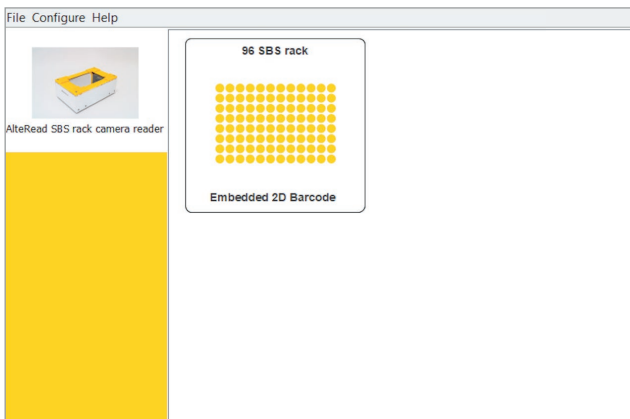 File Configure Help
96 SBS rack
AlteRead SBS rack camera reader
Embedded 2D Barcode